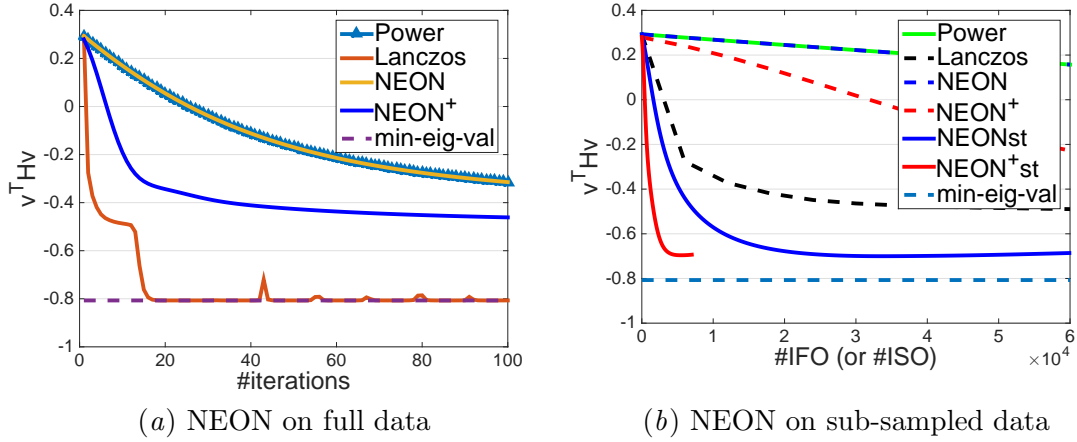 0.4
0.2
0
-0.2
-0.4
-0.6
-0.8
-1
v^T Hv
0
20
40
60
80
100
#iterations
Power
Lanczos
NEON
NEON^+
min-eig-val
(a) NEON on full data
0.4
0.2
0
-0.2
-0.4
-0.6
-0.8
-1
v^T Hv
0
1
2
3
4
5
6
#IFO (or #ISO)
×10^4
Power
Lanczos
NEON
NEON^+
NEONst
NEON^+st
min-eig-val
(b) NEON on sub-sampled data